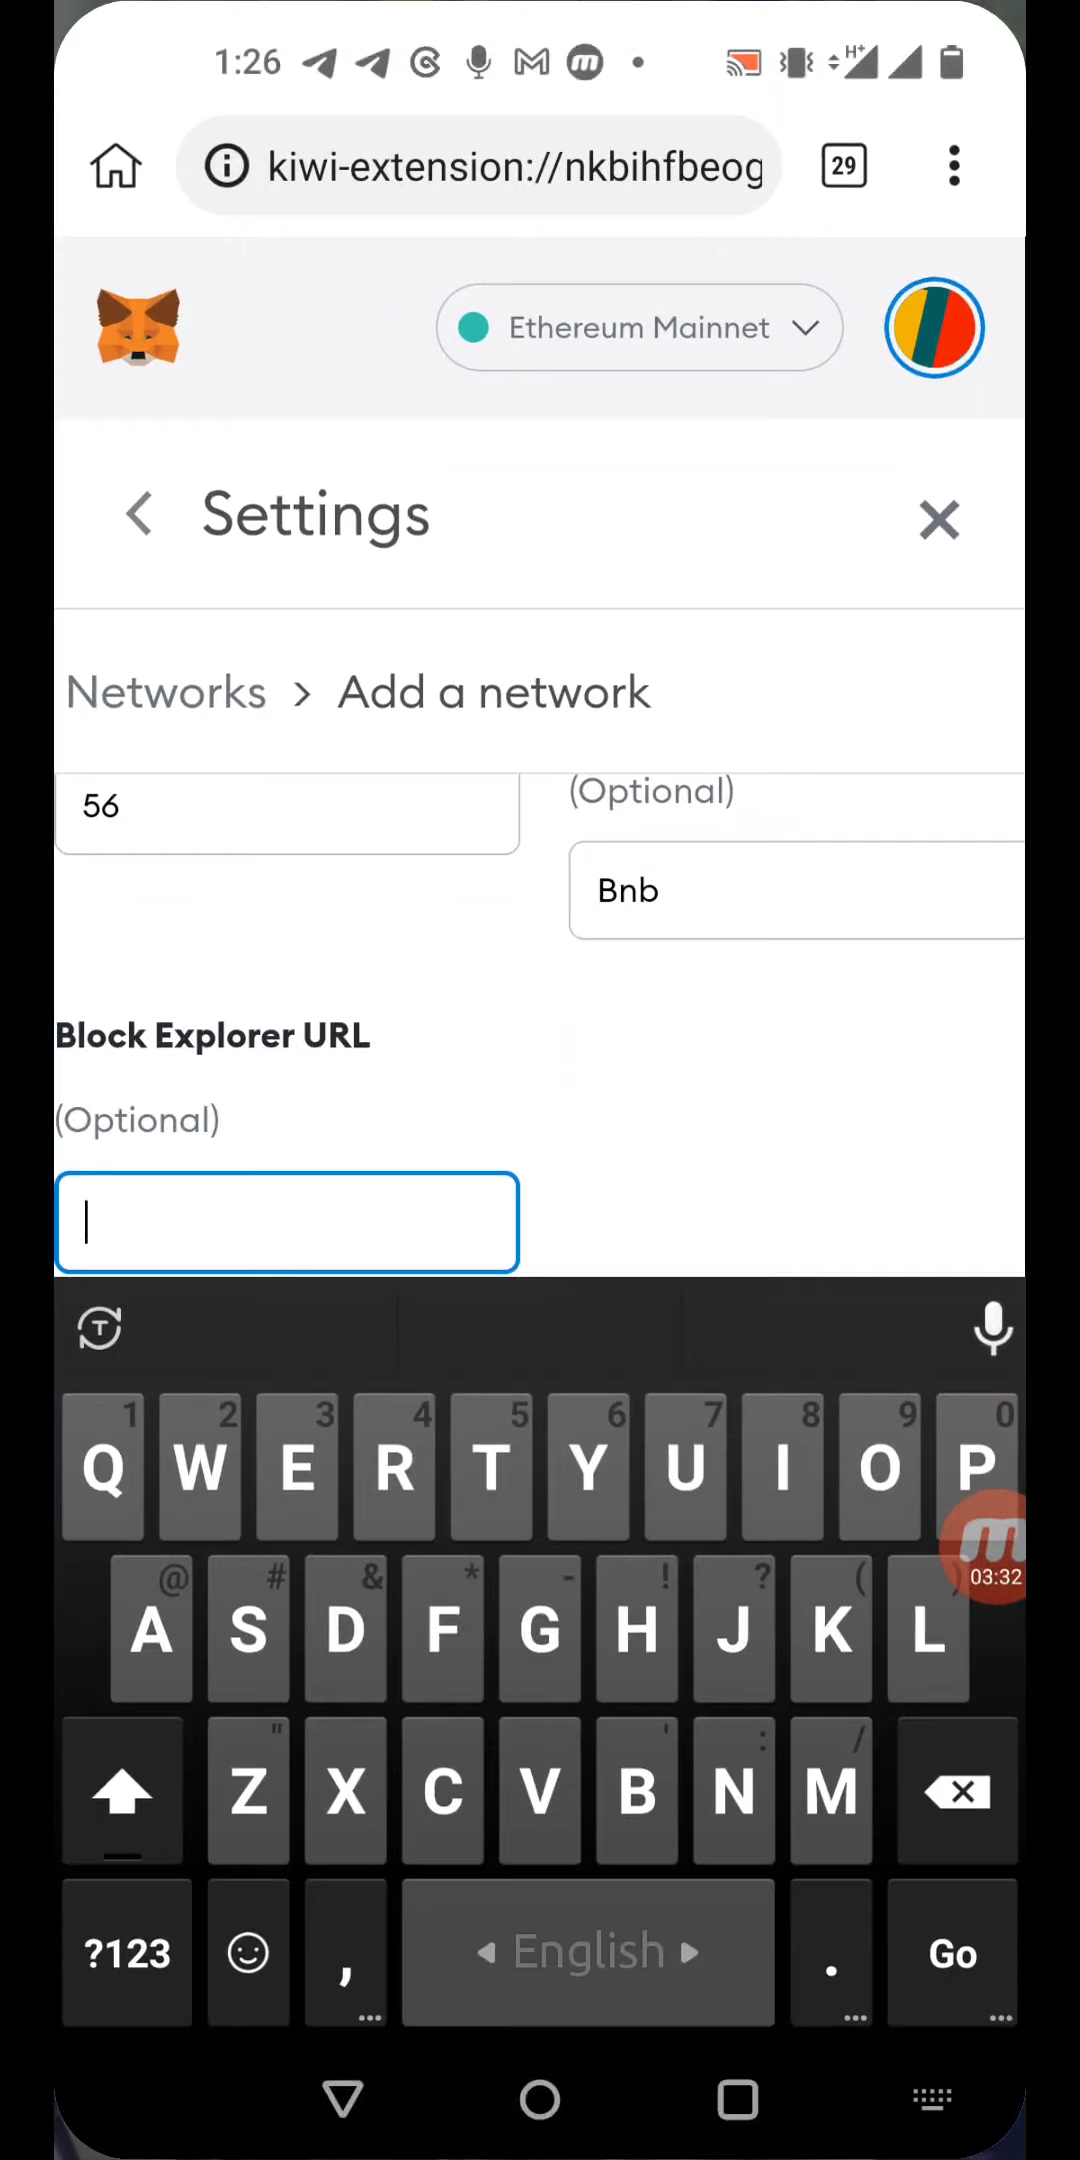 1:26 H+
kiwi-extension://nkbihfbeog 29
Ethereum Mainnet
Settings
Networks > Add a network
56
(Optional)
Bnb
Block Explorer URL
(Optional)
T
1 2 3 4 5 6 7 8 9 0
Q W E R T Y U I O P
@ # & * - ! ? ( )
A S D F G H J K L
03:32
" ' : /
Z X C V B N M
?123 , English . Go